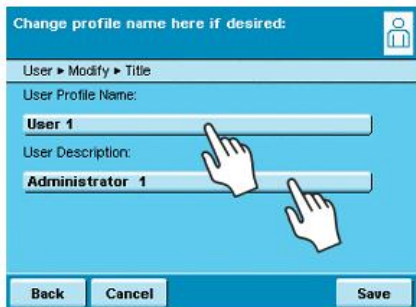 Change profile name here if desired:
User ▸ Modify ▸ Title
User Profile Name:
User 1
User Description:
Administrator 1
Back Cancel Save